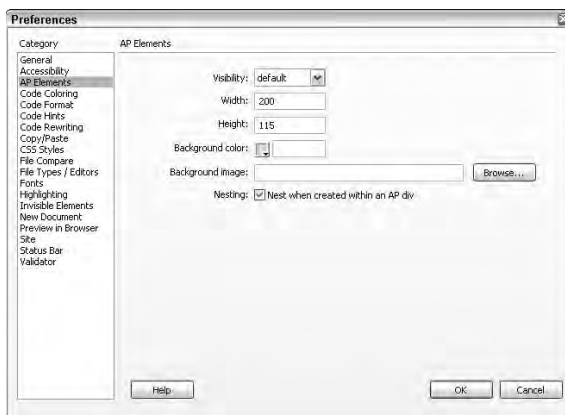 Preferences
Category
AP Elements
General
Accessibility
AP Elements
Code Coloring
Code Format
Code Hints
Code Rewriting
Copy/Paste
CSS Styles
File Compare
File Types / Editors
Fonts
Highlighting
Invisible Elements
New Document
Preview in Browser
Site
Status Bar
Validator
Visibility: default
Width: 200
Height: 115
Background color:
Background image: Browse...
Nesting: Nest when created within an AP div
Help OK Cancel